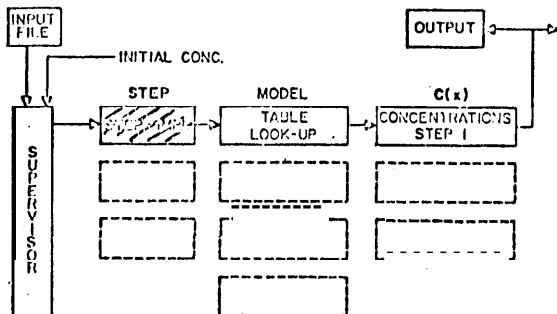 INPUT
FILE
OUTPUT
INITIAL CONC.
STEP
MODEL
C(x)
TABLE
LOOK-UP
CONCENTRATIONS
STEP I
SUPERVISOR